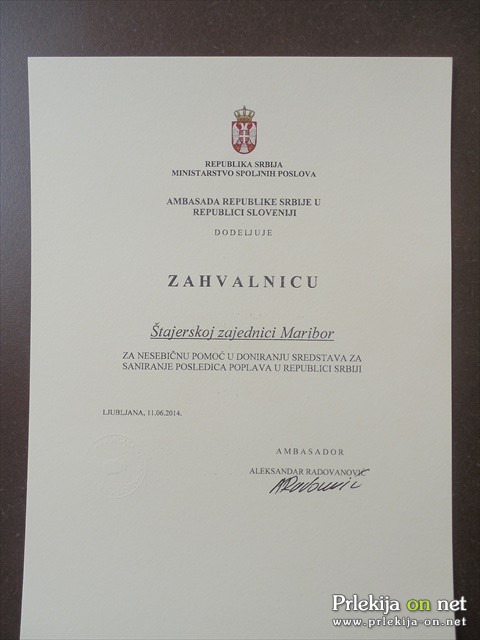 REPUBLIKA SRBIJA
MINISTARSTVO SPOLJNIH POSLOVA
AMBASADA REPUBLIKE SRBIJE U
REPUBLICI SLOVENIJI
DODELJUJE
ZAHVALNICU
Štajerskoj zajednici Maribor
ZA NESEBIČNU POMOĆ U DONIRANJU SREDSTAVA ZA
SANIRANJE POSLEDICA POPLAVA U REPUBLICI SRBIJI
LJUBLJANA, 11.06.2014.
AMBASADOR
ALEKSANDAR RADOVANOVIĆ
Prlekija on net
www.prlekija-on.net